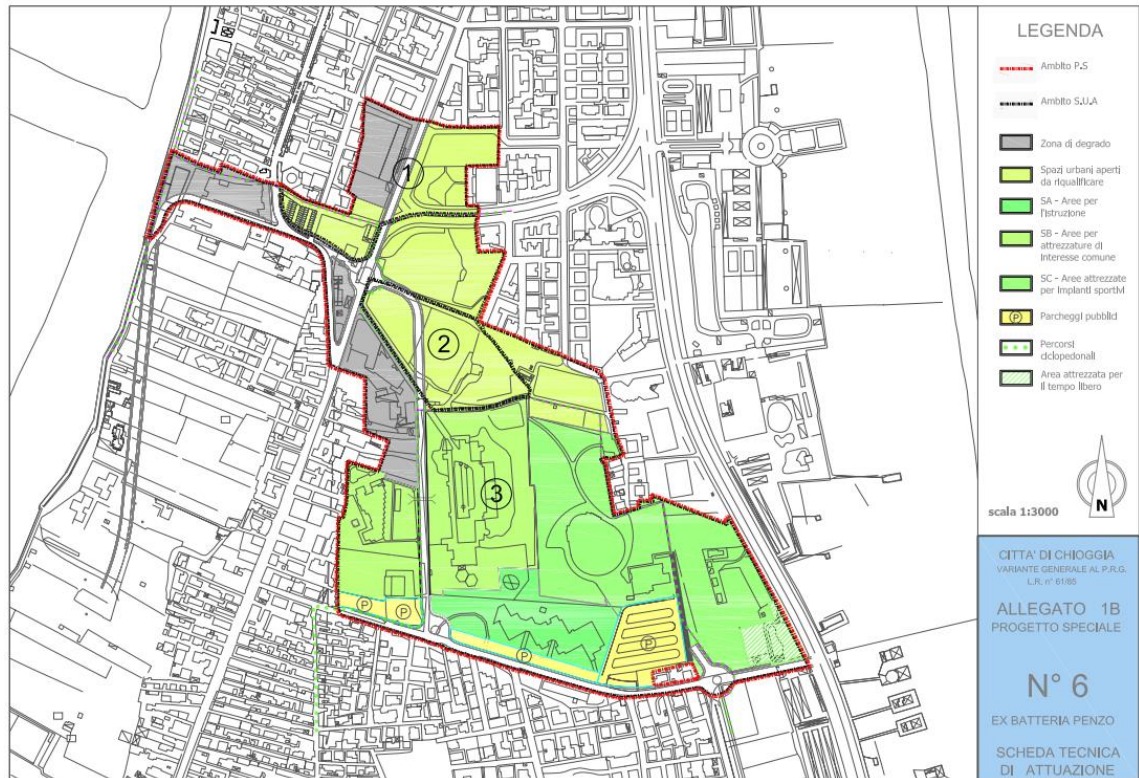 1
2
3
P
P
P
P
LEGENDA
Ambito P.S
Ambito S.U.A
Zona di degrado
Spazi urbani aperti
da riqualificare
SA - Aree per
l'istruzione
SB - Aree per
attrezzature di
Interesse comune
SC - Aree attrezzate
per Impianti sportivi
P
Parcheggi pubblici
Percorsi
ciclopedonali
Area attrezzata per
Il tempo libero
scala 1:3000
N
CITTA' DI CHIOGGIA
VARIANTE GENERALE AL P.R.G.
L.R. n° 61/85
ALLEGATO 1B
PROGETTO SPECIALE
N° 6
EX BATTERIA PENZO
SCHEDA TECNICA
DI ATTUAZIONE